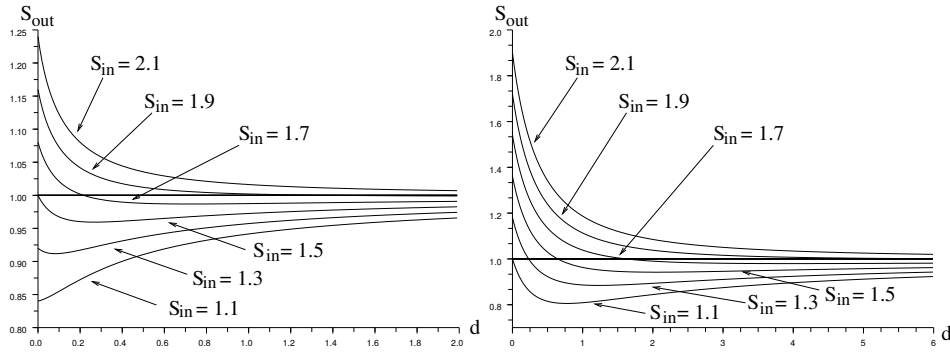 S_out
1.25
1.20
1.15
1.10
1.05
1.00
0.95
0.90
0.85
0.80
0.0
0.2
0.4
0.6
0.8
1.0
1.2
1.4
1.6
1.8
2.0
d
S_in = 2.1
S_in = 1.9
S_in = 1.7
S_in = 1.5
S_in = 1.3
S_in = 1.1
S_out
2.0
1.8
1.6
1.4
1.2
1.0
0.8
0
1
2
3
4
5
6
d
S_in = 2.1
S_in = 1.9
S_in = 1.7
S_in = 1.5
S_in = 1.3
S_in = 1.1